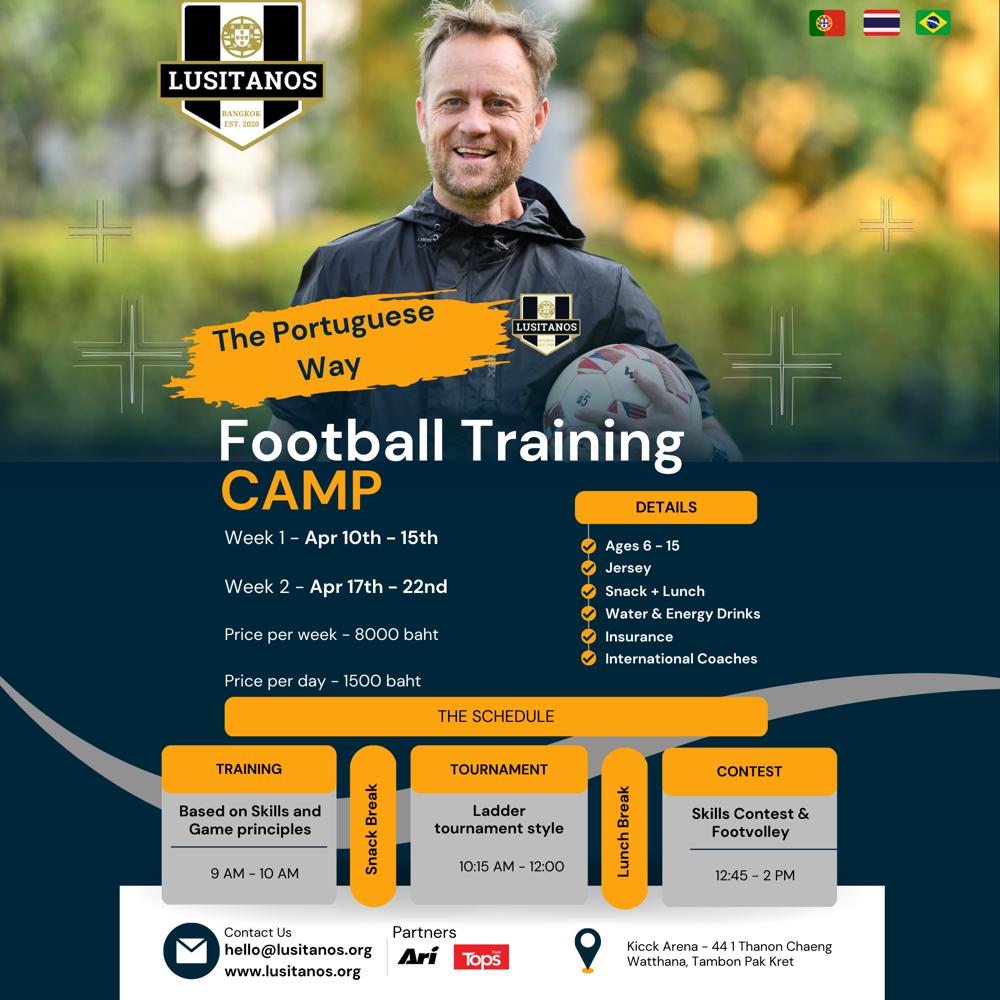 LUSITANOS
BANGKOK
EST. 2020
The Portuguese
Way
LUSITANOS
Football Training
CAMP
Week 1 - Apr 10th - 15th
Week 2 - Apr 17th - 22nd
Price per week - 8000 baht
Price per day - 1500 baht
DETAILS
Ages 6 - 15
Jersey
Snack + Lunch
Water & Energy Drinks
Insurance
International Coaches
THE SCHEDULE
TRAINING
Based on Skills and
Game principles
9 AM - 10 AM
Snack Break
TOURNAMENT
Ladder
tournament style
10:15 AM - 12:00
Lunch Break
CONTEST
Skills Contest &
Footvolley
12:45 - 2 PM
Contact Us
hello@lusitanos.org
www.lusitanos.org
Partners
Ari
Tops
Kicck Arena - 44 1 Thanon Chaeng
Watthana, Tambon Pak Kret